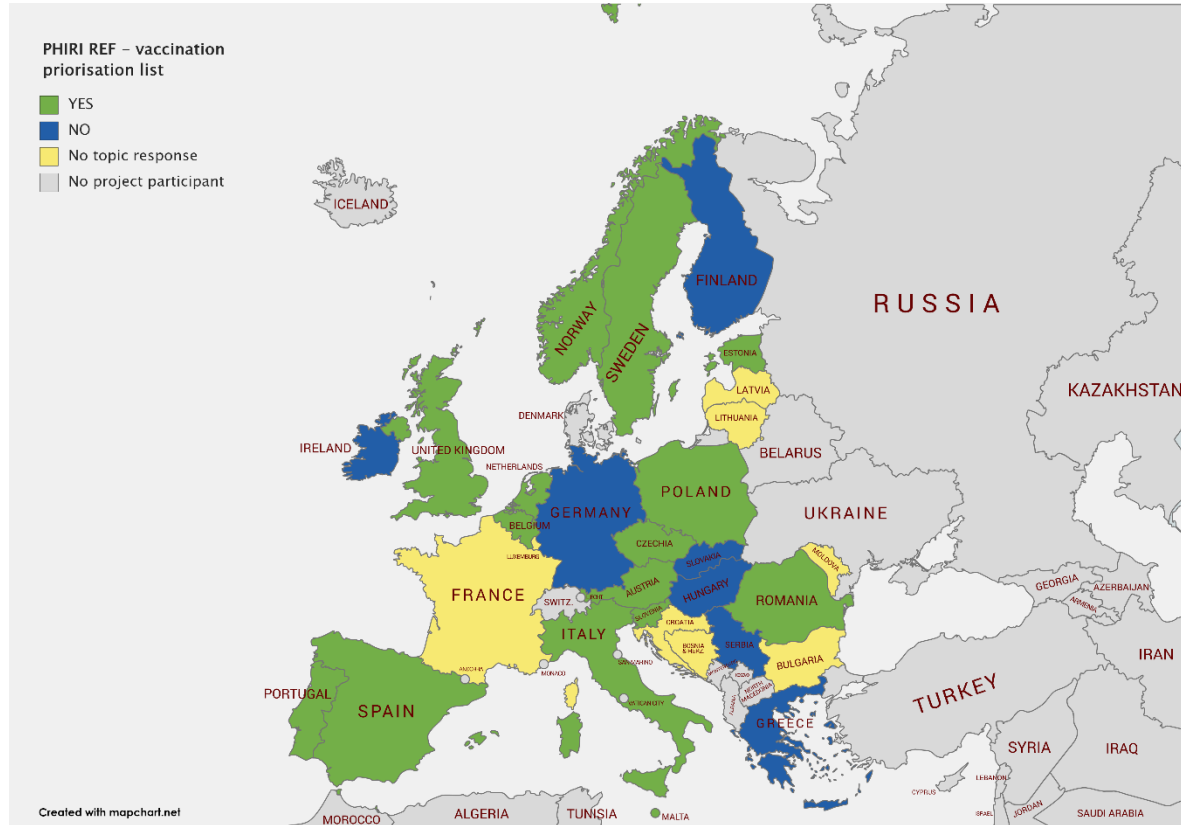 PHIRI REF – vaccination
priorisation list
YES
NO
No topic response
No project participant
ICELAND
RUSSIA
FINLAND
NORWAY
SWEDEN
ESTONIA
LATVIA
LITHUANIA
KAZAKHSTAN
DENMARK
BELARUS
IRELAND
UNITED KINGDOM
NETHERLANDS
POLAND
GERMANY
UKRAINE
BELGIUM
CZECHIA
LUXEMBURG
SLOVAKIA
MOLDOVA
FRANCE
SWITZ.
AUSTRIA
HUNGARY
ROMANIA
GEORGIA
AZERBAIJAN
ARMENIA
SLOVENIA
CROATIA
ITALY
BOSNIA
& HERZ.
SERBIA
BULGARIA
SAN MARINO
MONACO
ANDORRA
KOSOVO
NORTH
MACEDONIA
ALBANIA
IRAN
PORTUGAL
SPAIN
VATICAN CITY
TURKEY
GREECE
SYRIA
IRAQ
LEBANON
CYPRUS
ISRAEL
JORDAN
SAUDI ARABIA
Created with mapchart.net
MOROCCO
ALGERIA
TUNISIA
MALTA